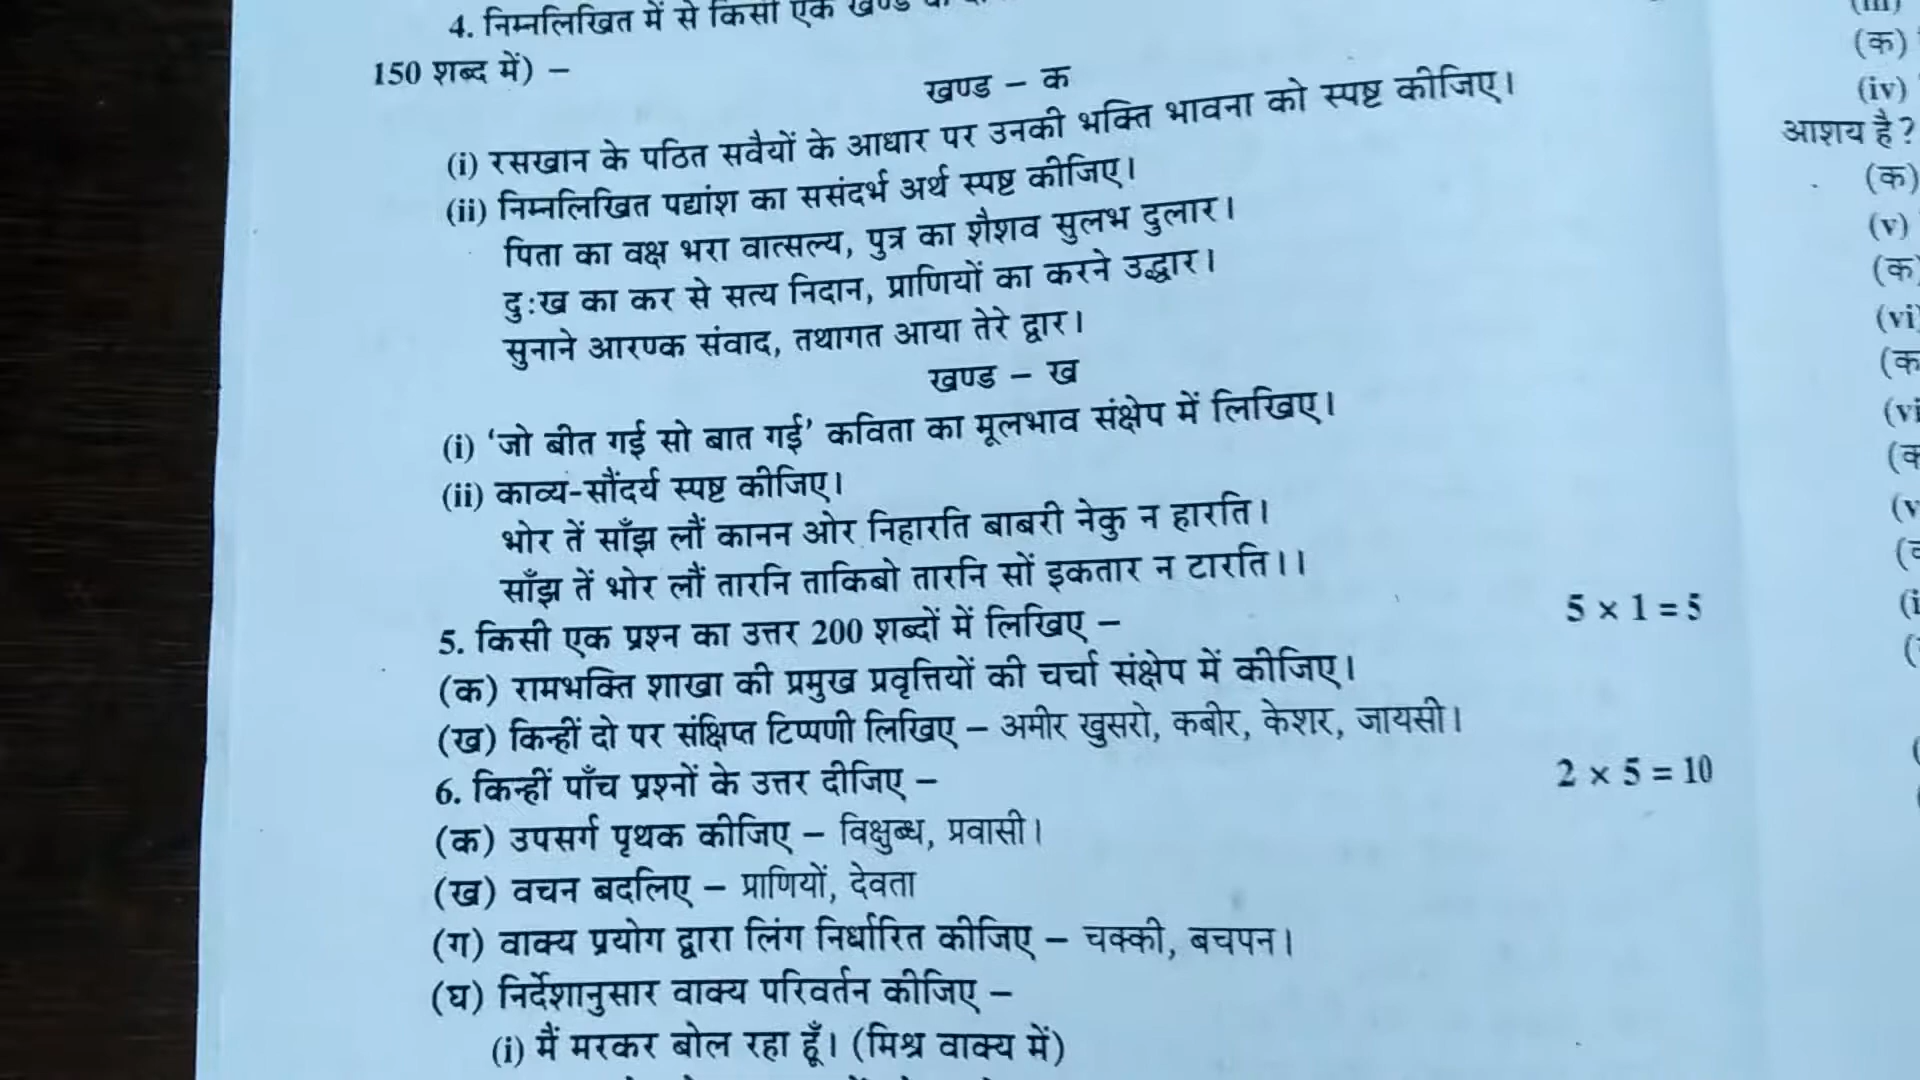 4. निम्नलिखित में से किसी एक खण्ड
150 शब्द में) –
खण्ड – क
(i) रसखान के पठित सवैयों के आधार पर उनकी भक्ति भावना को स्पष्ट कीजिए।
(ii) निम्नलिखित पद्यांश का ससंदर्भ अर्थ स्पष्ट कीजिए।
पिता का वक्ष भरा वात्सल्य, पुत्र का शैशव सुलभ दुलार।
दुःख का कर से सत्य निदान, प्राणियों का करने उद्धार।
सुनाने आरण्क संवाद, तथागत आया तेरे द्वार।
खण्ड – ख
(i) ‘जो बीत गई सो बात गई’ कविता का मूलभाव संक्षेप में लिखिए।
(ii) काव्य-सौंदर्य स्पष्ट कीजिए।
भोर तें साँझ लौं कानन ओर निहारति बाबरी नेकु न हारति।
साँझ तें भोर लौं तारनि ताकिबो तारनि सों इकतार न टारति।।
5. किसी एक प्रश्न का उत्तर 200 शब्दों में लिखिए – 5 × 1 = 5
(क) रामभक्ति शाखा की प्रमुख प्रवृत्तियों की चर्चा संक्षेप में कीजिए।
(ख) किन्हीं दो पर संक्षिप्त टिप्पणी लिखिए – अमीर खुसरो, कबीर, केशर, जायसी।
6. किन्हीं पाँच प्रश्नों के उत्तर दीजिए – 2 × 5 = 10
(क) उपसर्ग पृथक कीजिए – विक्षुब्ध, प्रवासी।
(ख) वचन बदलिए – प्राणियों, देवता
(ग) वाक्य प्रयोग द्वारा लिंग निर्धारित कीजिए – चक्की, बचपन।
(घ) निर्देशानुसार वाक्य परिवर्तन कीजिए –
(i) मैं मरकर बोल रहा हूँ। (मिश्र वाक्य में)
(iii)
(क)
(iv)
आशय है?
(क)
(v)
(क)
(vi)